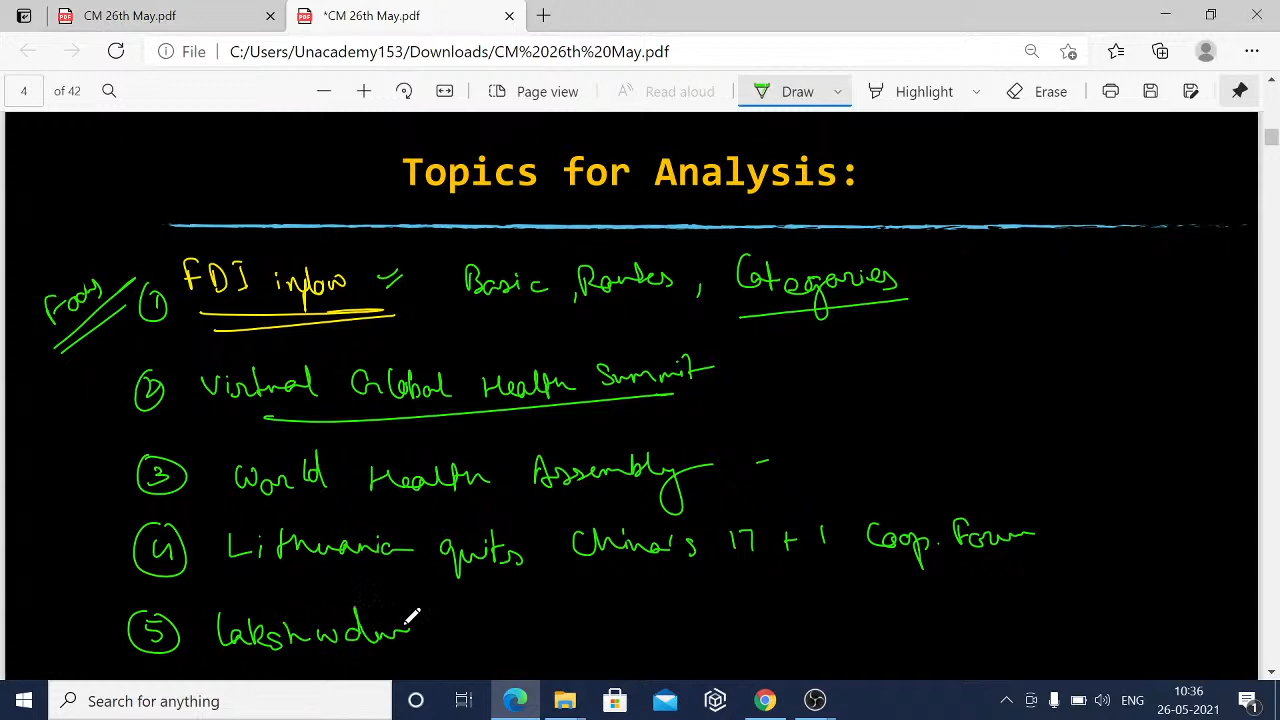 CM 26th May.pdf
*CM 26th May.pdf
File C:/Users/Unacademy153/Downloads/CM%2026th%20May.pdf
4 of 42 Page view Read aloud Draw Highlight Erase
Topics for Analysis:
① FDI inflow Basic, Routes, Categories
② Virtual Global Health Summit
③ World Health Assembly -
④ Lithuania quits China's 17 + 1 Coop. Forum
⑤
Search for anything
ENG
10:36
26-05-2021
1